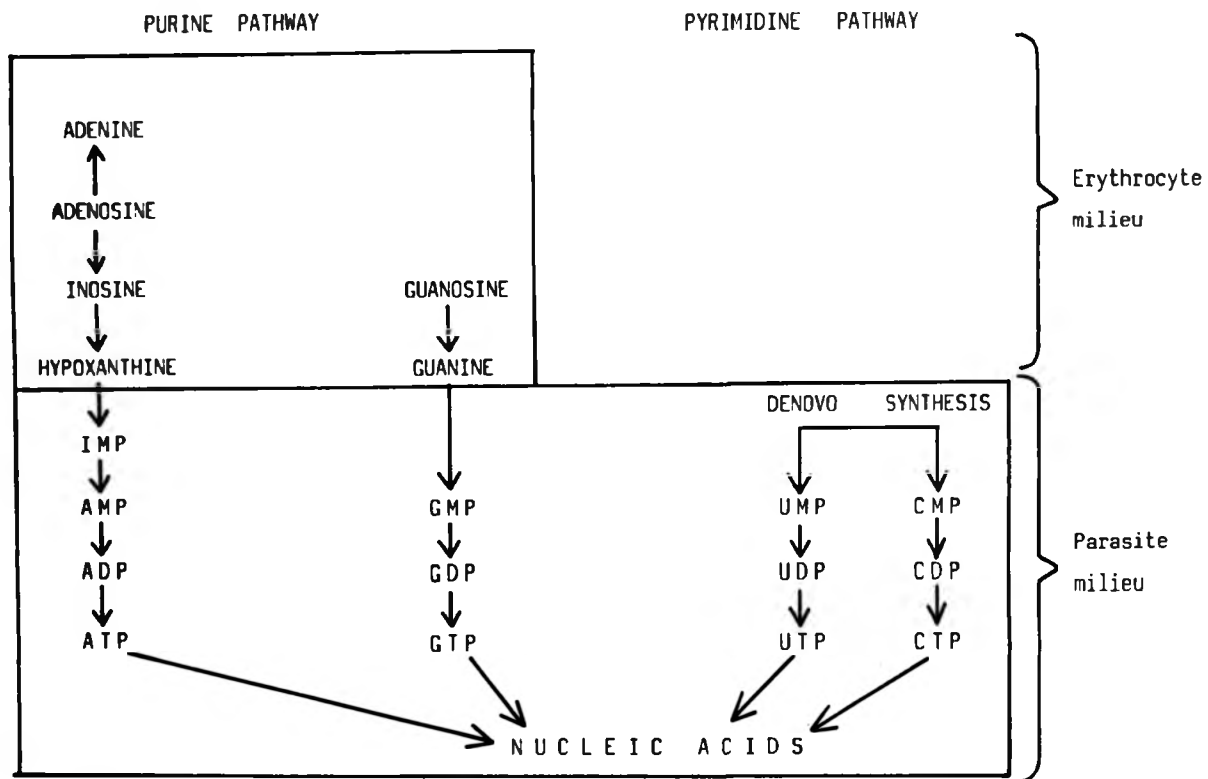 PURINE PATHWAY
PYRIMIDINE PATHWAY
ADENINE
ADENOSINE
INOSINE
GUANOSINE
HYPOXANTHINE
GUANINE
Erythrocyte
milieu
DENOVO SYNTHESIS
IMP
AMP
GMP
UMP
CMP
ADP
GDP
UDP
CDP
ATP
GTP
UTP
CTP
NUCLEIC ACIDS
Parasite
milieu